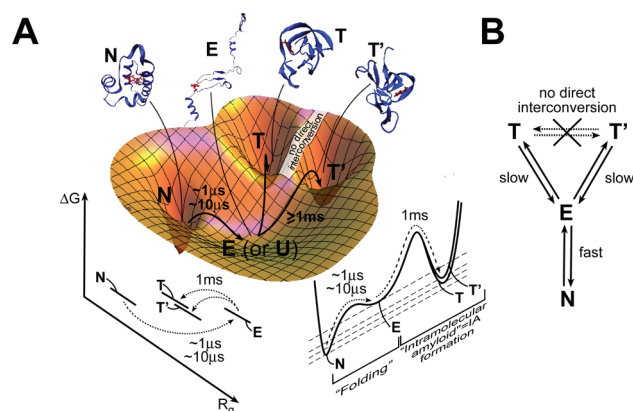 A
N
E
T
T'
B
no direct
interconversion
T
T'
slow
slow
E
fast
N
no direct
interconversion
T
T'
N
~1µs
~10µs
≥1ms
E (or U)
ΔG
N
T
T'
1ms
E
~1µs
~10µs
Rg
1ms
~1µs
~10µs
T'
T
E
N
"Folding"
"Intramolecular
amyloid"=IA
formation